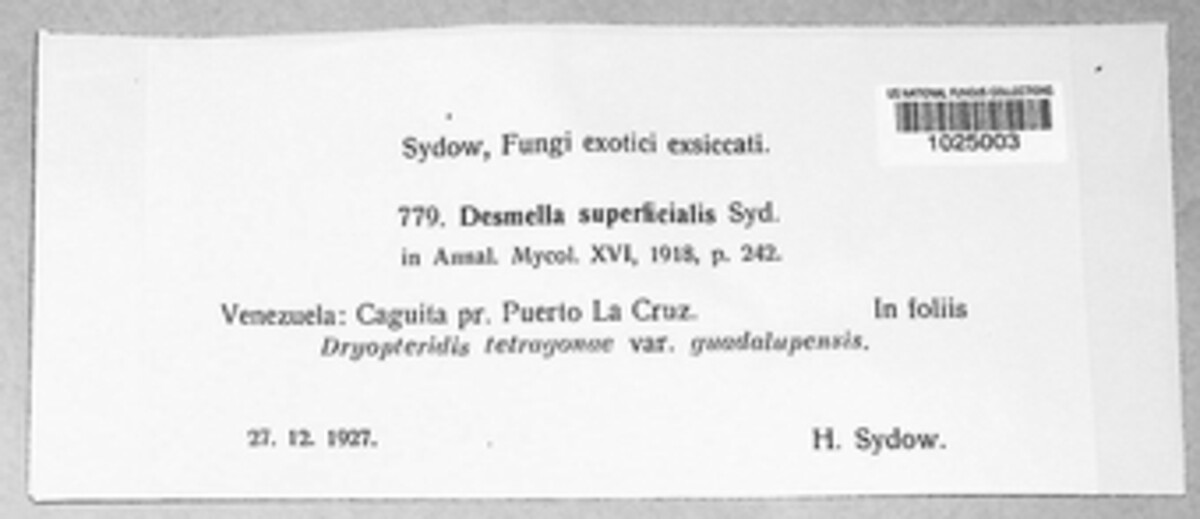 US NATIONAL FUNGUS COLLECTIONS
1025003
Sydow, Fungi exotici exsiccati.
779. Desmella superficialis Syd.
in Annal. Mycol. XVI, 1918, p. 242.
Venezuela: Caguita pr. Puerto La Cruz. In foliis
Dryopteridis tetragonae var. guadalupensis.
27. 12. 1927. H. Sydow.